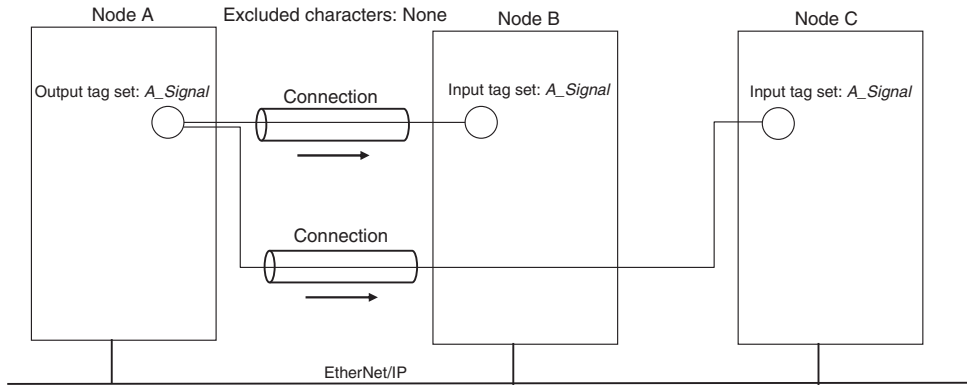 Node A
Excluded characters: None
Node B
Node C
Output tag set: A_Signal
Connection
Input tag set: A_Signal
Input tag set: A_Signal
Connection
EtherNet/IP